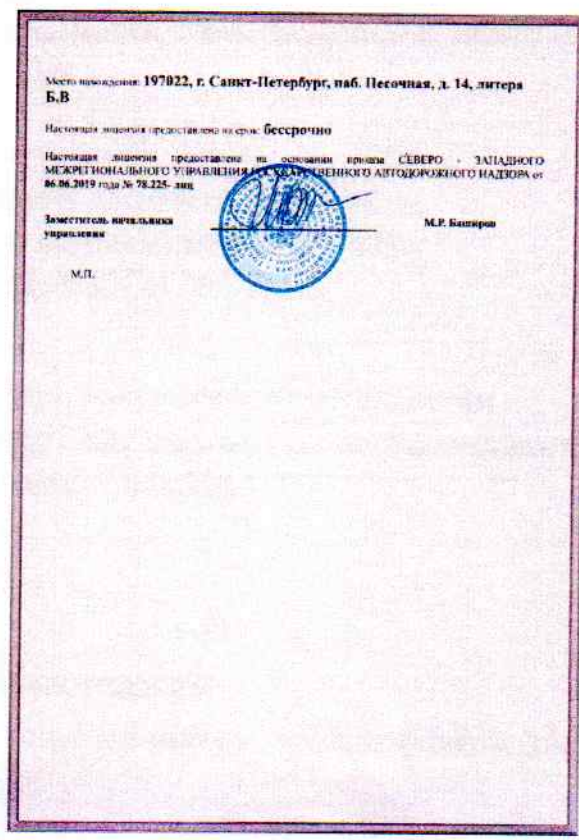 Место нахождения: 197022, г. Санкт-Петербург, наб. Песочная, д. 14, литера
Б,В
Настоящая лицензия предоставлена на срок: бессрочно
Настоящая лицензия предоставлена на основании приказа СЕВЕРО - ЗАПАДНОГО
МЕЖРЕГИОНАЛЬНОГО УПРАВЛЕНИЯ ГОСУДАРСТВЕННОГО АВТОДОРОЖНОГО НАДЗОРА от
06.06.2019 года № 78.225- лиц
Заместитель начальника
управления
М.Р. Баширов
М.П.